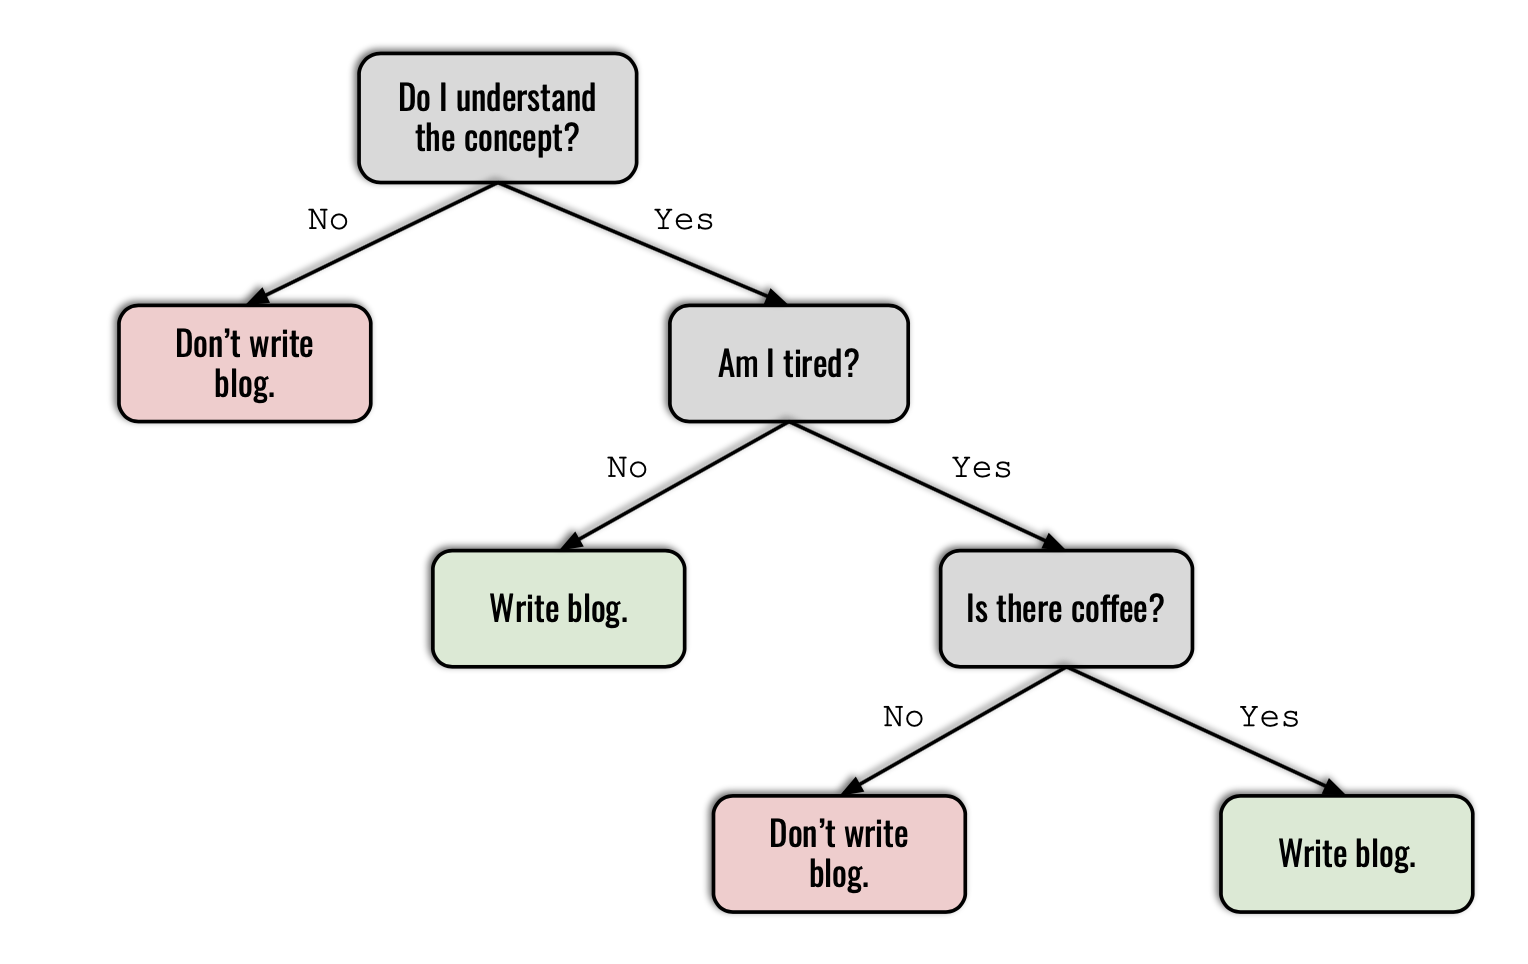 Do I understand
the concept?
No
Yes
Don’t write
blog.
Am I tired?
No
Yes
Write blog.
Is there coffee?
No
Yes
Don’t write
blog.
Write blog.